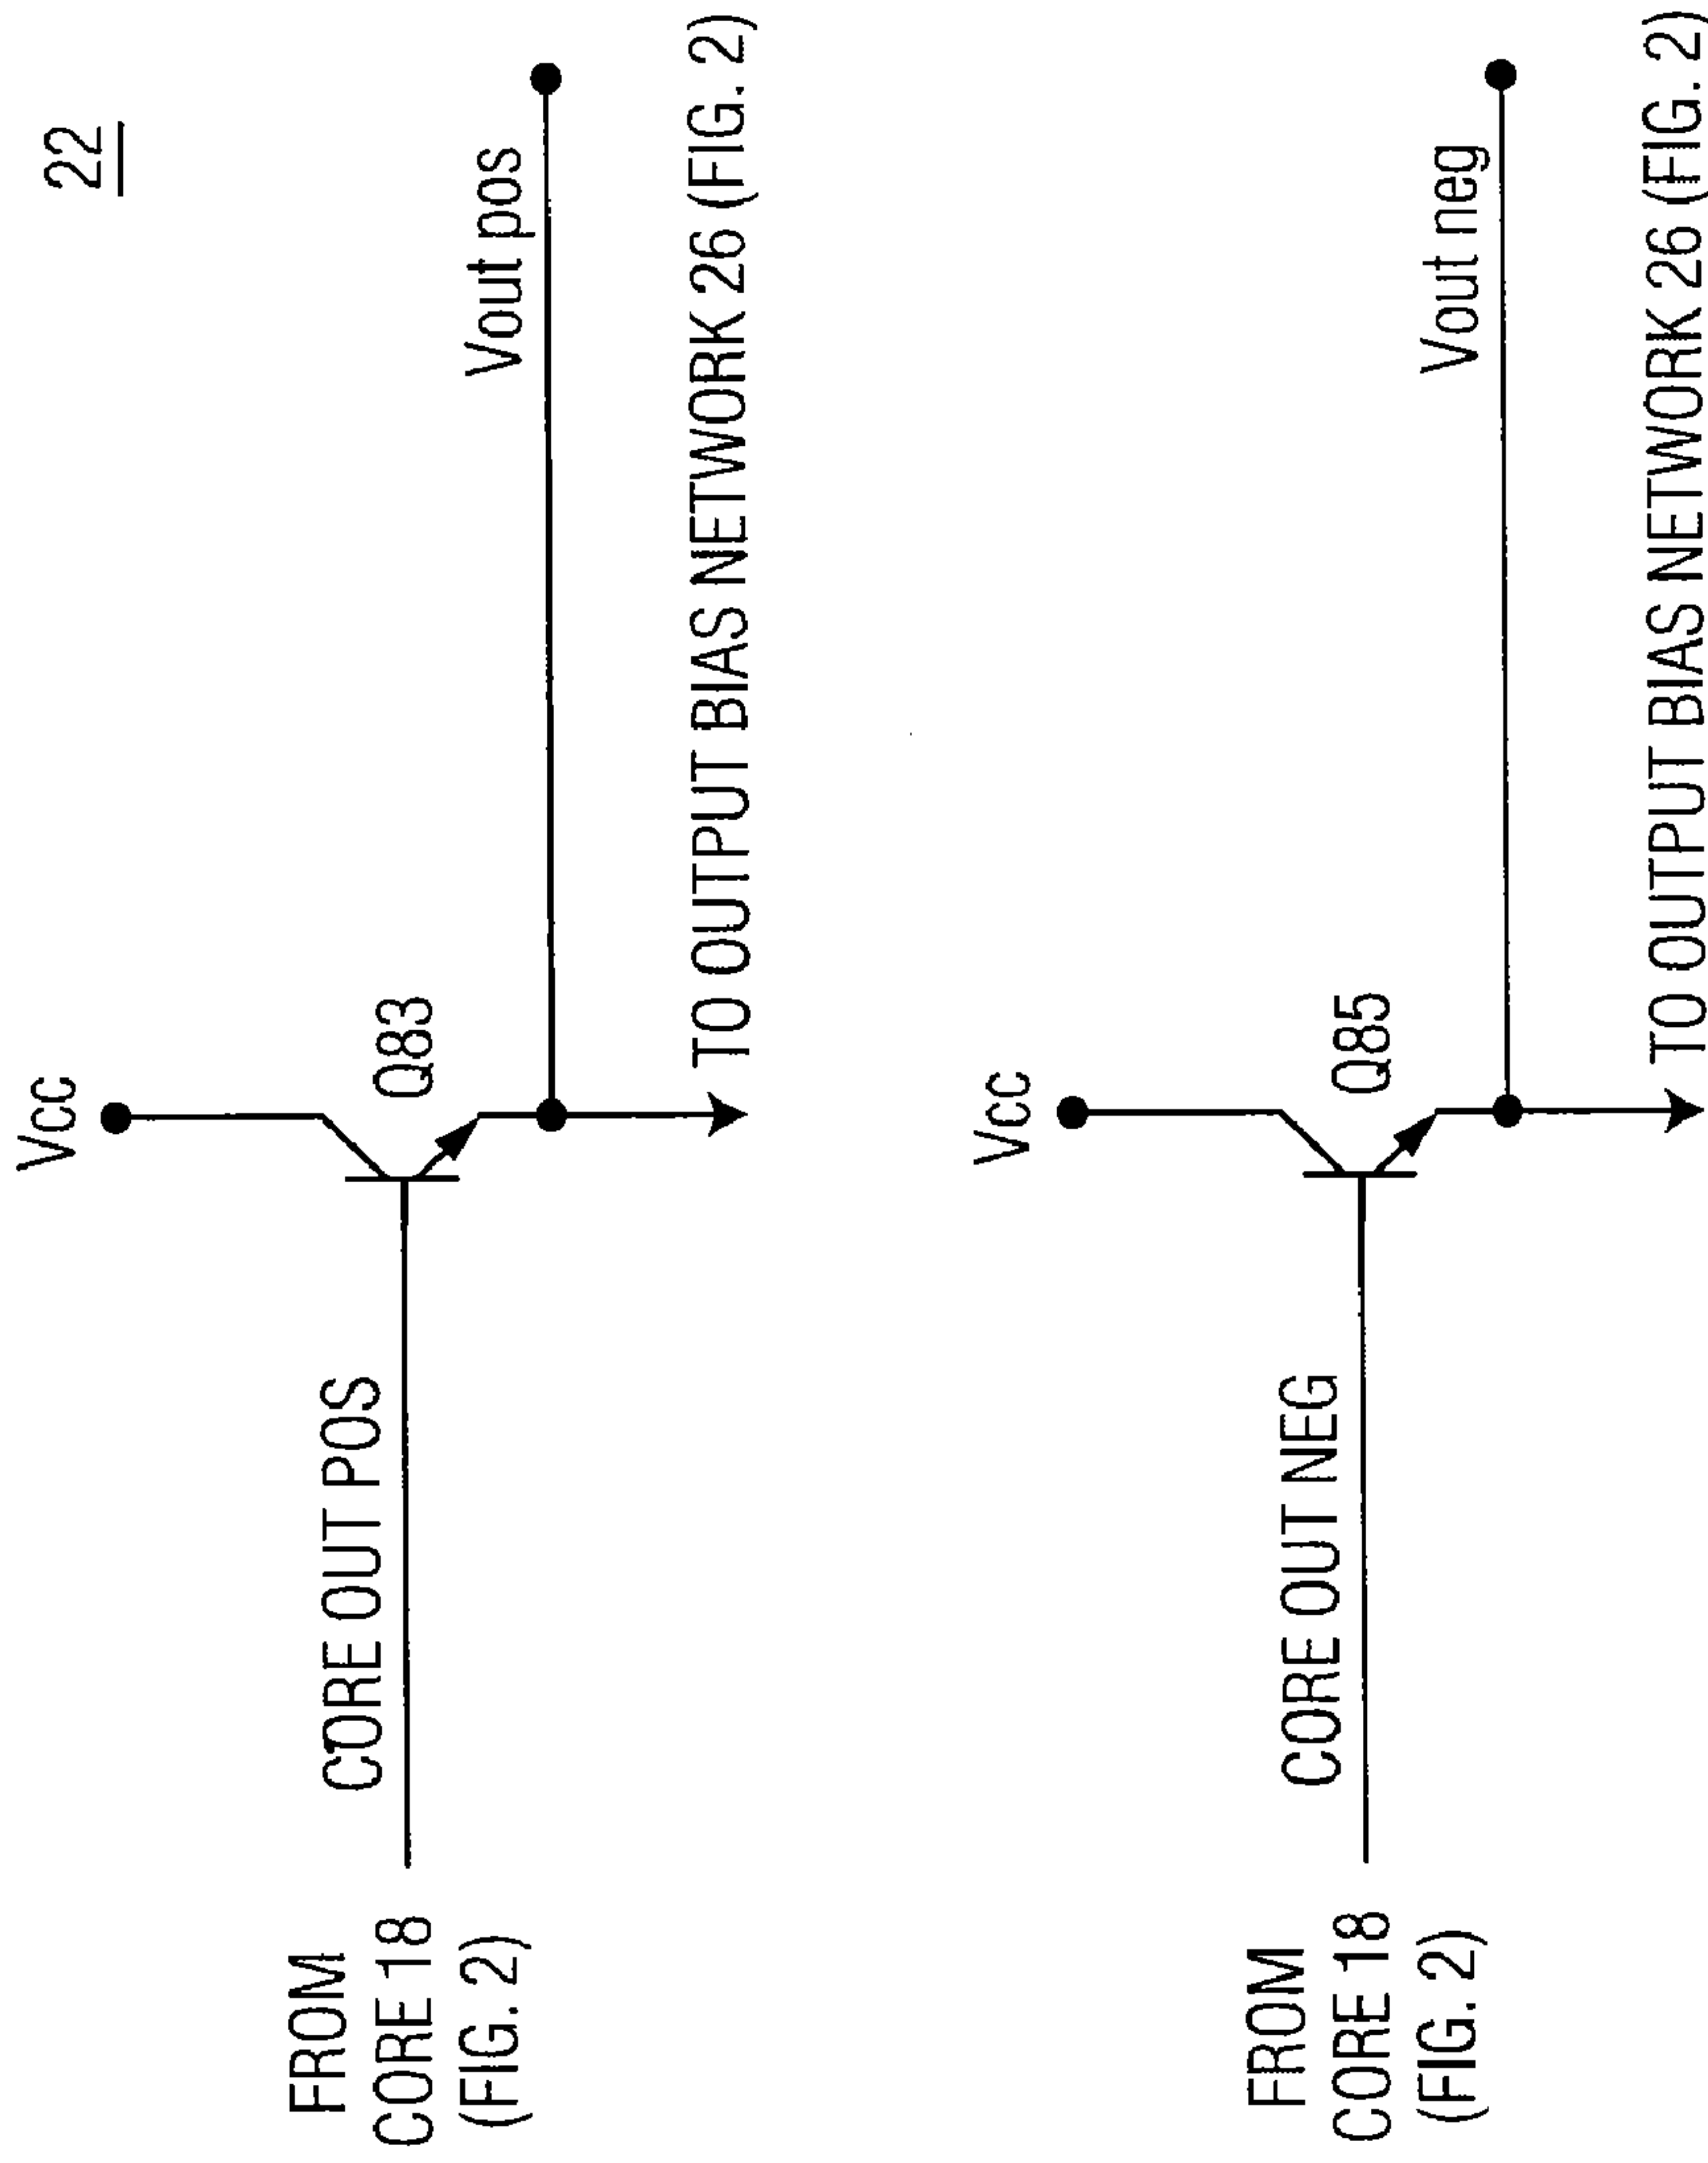 22
Vcc
Q83
CORE OUT POS
FROM
CORE 18
(FIG. 2)
Vout pos
TO OUTPUT BIAS NETWORK 26 (FIG. 2)
Vcc
Q85
CORE OUT NEG
FROM
CORE 18
(FIG. 2)
Vout neg
TO OUTPUT BIAS NETWORK 26 (FIG. 2)